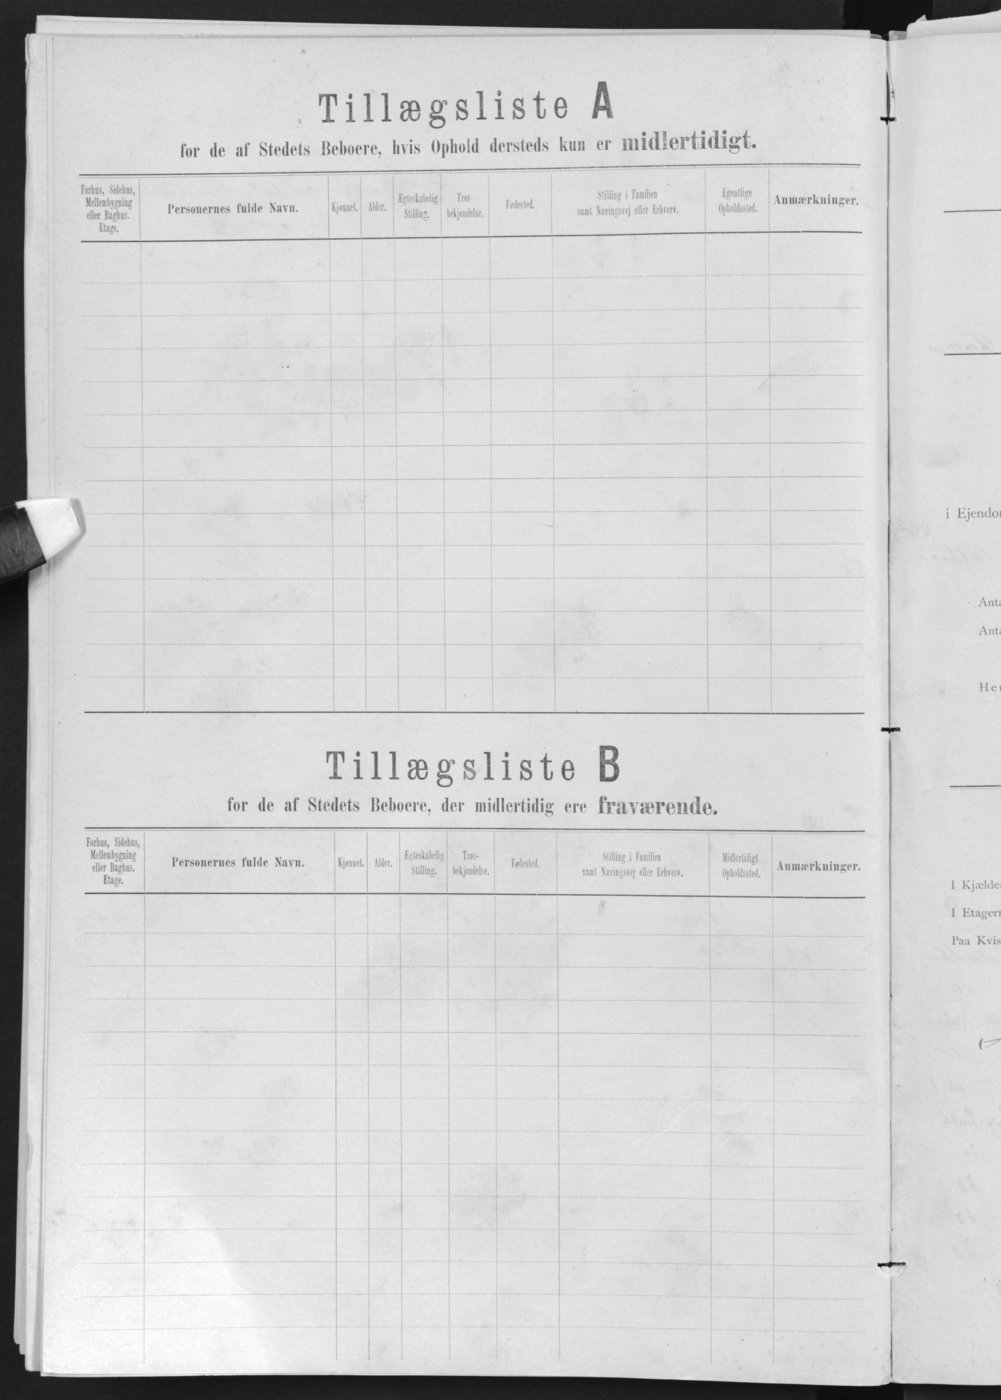 Tillægsliste A
for de af Stedets Beboere, hvis Ophold dersteds kun er midlertidigt.
Forhus, Sidehus,
Mellembygning
eller Baghus.
Etage.
Personernes fulde Navn.
Kjønnet.
Alder.
Ægteskabelig
Stilling.
Tros-
bekjendelse.
Fødested.
Stilling i Familien
samt Næringsvej eller Erhverv.
Egentlige
Opholdssted.
Anmærkninger.
Tillægsliste B
for de af Stedets Beboere, der midlertidig ere fraværende.
Forhus, Sidehus,
Mellembygning
eller Baghus.
Etage.
Personernes fulde Navn.
Kjønnet.
Alder.
Ægteskabelig
Stilling.
Tros-
bekjendelse.
Fødested.
Stilling i Familien
samt Næringsvej eller Erhverv.
Midlertidigt
Opholdssted.
Anmærkninger.
i Ejendo
Anta
Anta
Her
I Kjælde
I Etager
Paa Kvis